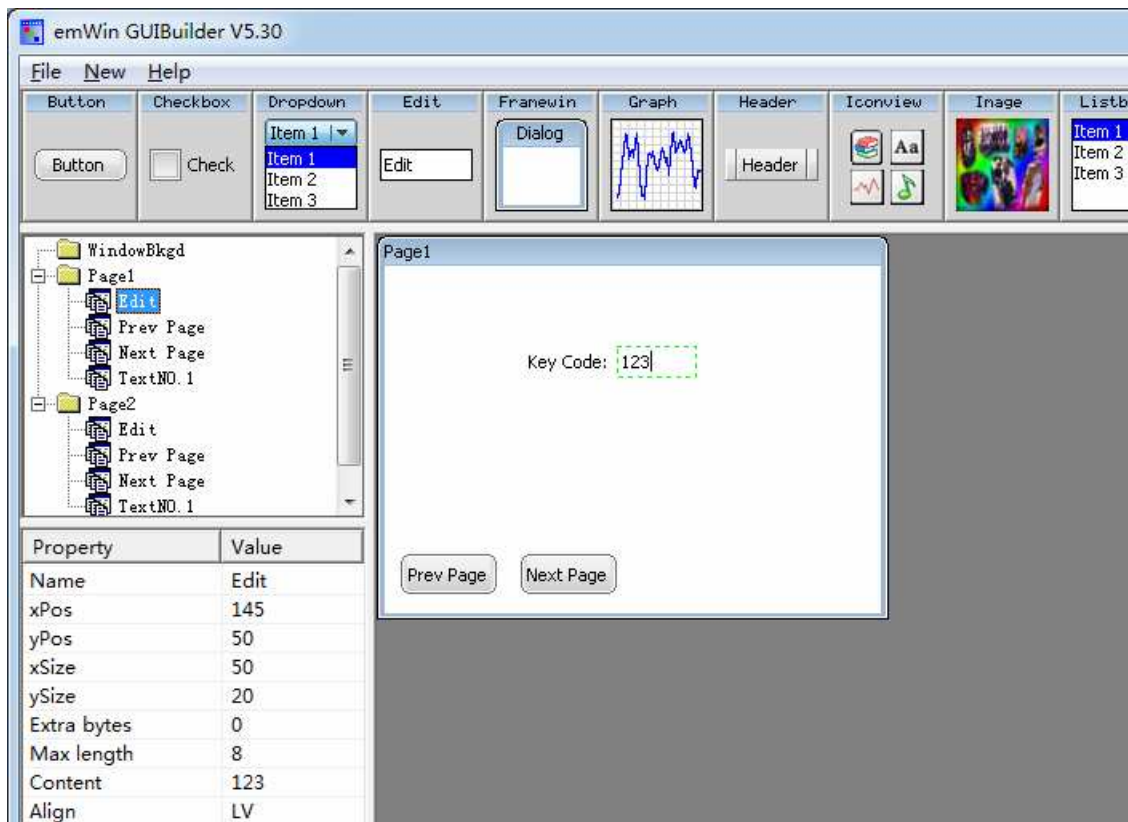 emWin GUIBuilder V5.30
File New Help
Button Checkbox Dropdown Edit Framewin Graph Header Iconview Image Listb
Button Check Item 1 Edit Dialog Header Aa Item 1
Item 1 Item 2
Item 2 Item 3
Item 3
WindowBkgd
Page1
Edit
Prev Page
Next Page
TextNO.1
Page2
Edit
Prev Page
Next Page
TextNO.1
Page1
Key Code: 123
Prev Page Next Page
Property Value
Name Edit
xPos 145
yPos 50
xSize 50
ySize 20
Extra bytes 0
Max length 8
Content 123
Align LV